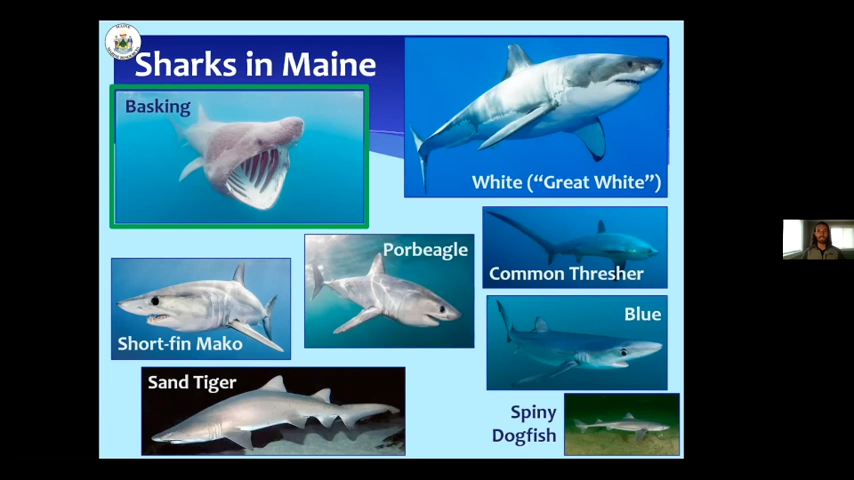 Sharks in Maine
Basking
White (“Great White”)
Porbeagle
Common Thresher
Short-fin Mako
Blue
Sand Tiger
Spiny
Dogfish